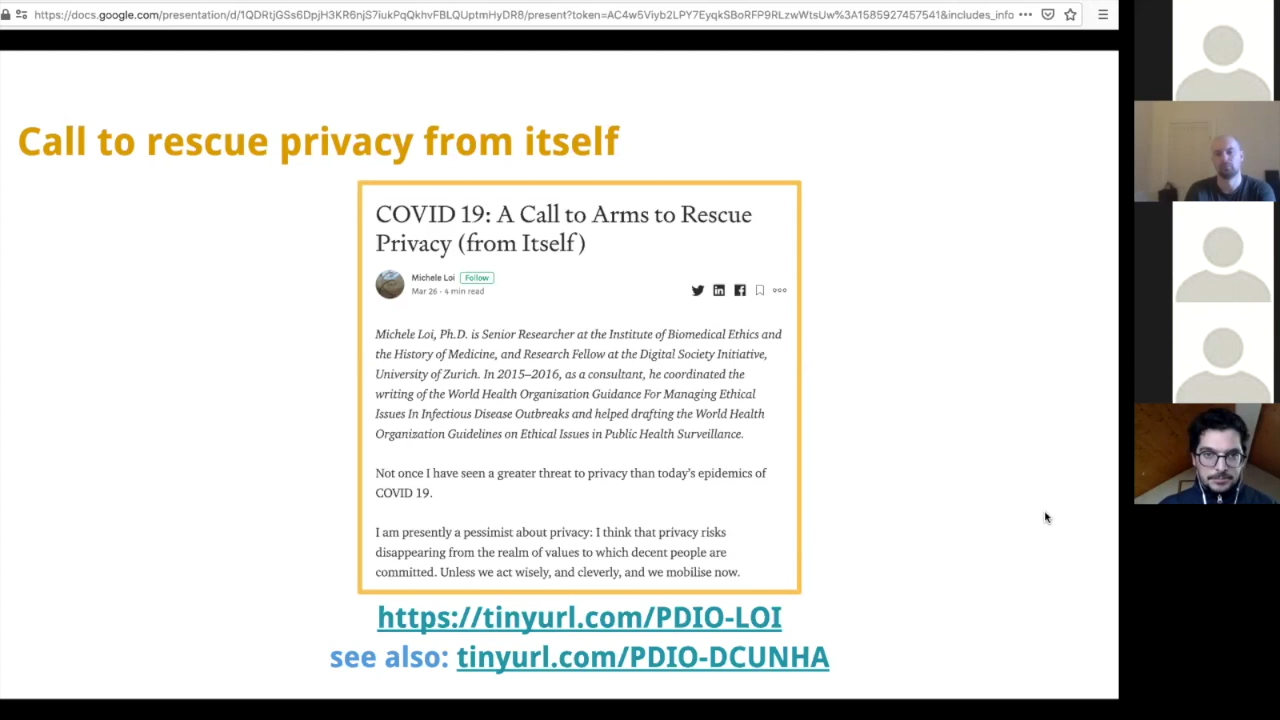 https://docs.google.com/presentation/d/1QDRtjGSs6DpjH3KR6njS7iukPqQkhvFBLQUptmHyDR8/present?token=AC4w5Viyb2LPY7EyqkSBoRFP9RLzwWtsUw%3A1585927457541&includes_info
Call to rescue privacy from itself
COVID 19: A Call to Arms to Rescue
Privacy (from Itself)
Michele Loi Follow
Mar 26 · 4 min read
Michele Loi, Ph.D. is Senior Researcher at the Institute of Biomedical Ethics and
the History of Medicine, and Research Fellow at the Digital Society Initiative,
University of Zurich. In 2015–2016, as a consultant, he coordinated the
writing of the World Health Organization Guidance For Managing Ethical
Issues In Infectious Disease Outbreaks and helped drafting the World Health
Organization Guidelines on Ethical Issues in Public Health Surveillance.
Not once I have seen a greater threat to privacy than today's epidemics of
COVID 19.
I am presently a pessimist about privacy: I think that privacy risks
disappearing from the realm of values to which decent people are
committed. Unless we act wisely, and cleverly, and we mobilise now.
https://tinyurl.com/PDIO-LOI
see also: tinyurl.com/PDIO-DCUNHA